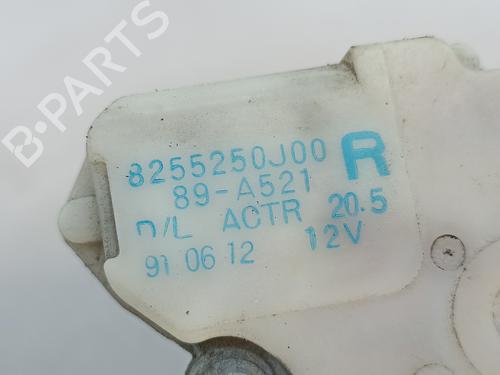 B-PARTS
8255250J00 R
89-A521
D/L ACTR 20.5
91 06 12 12V